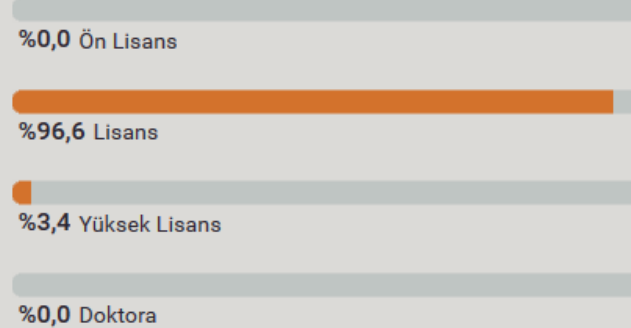 %0,0 Ön Lisans
%96,6 Lisans
%3,4 Yüksek Lisans
%0,0 Doktora